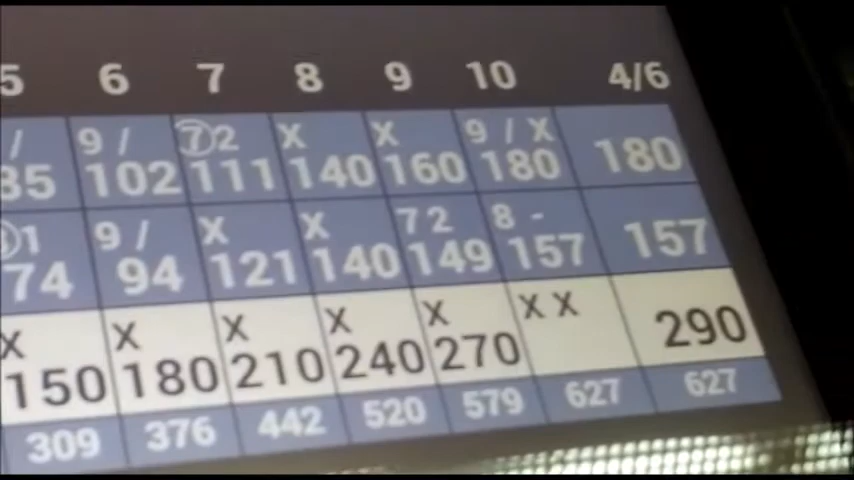 5 6 7 8 9 10 4/6
/ 9 / ⑦2 X X 9 / X
85 102 111 140 160 180 180
1 9 / X X 7 2 8 -
74 94 121 140 149 157 157
X X X X X X X
150 180 210 240 270 290
309 376 442 520 579 627 627